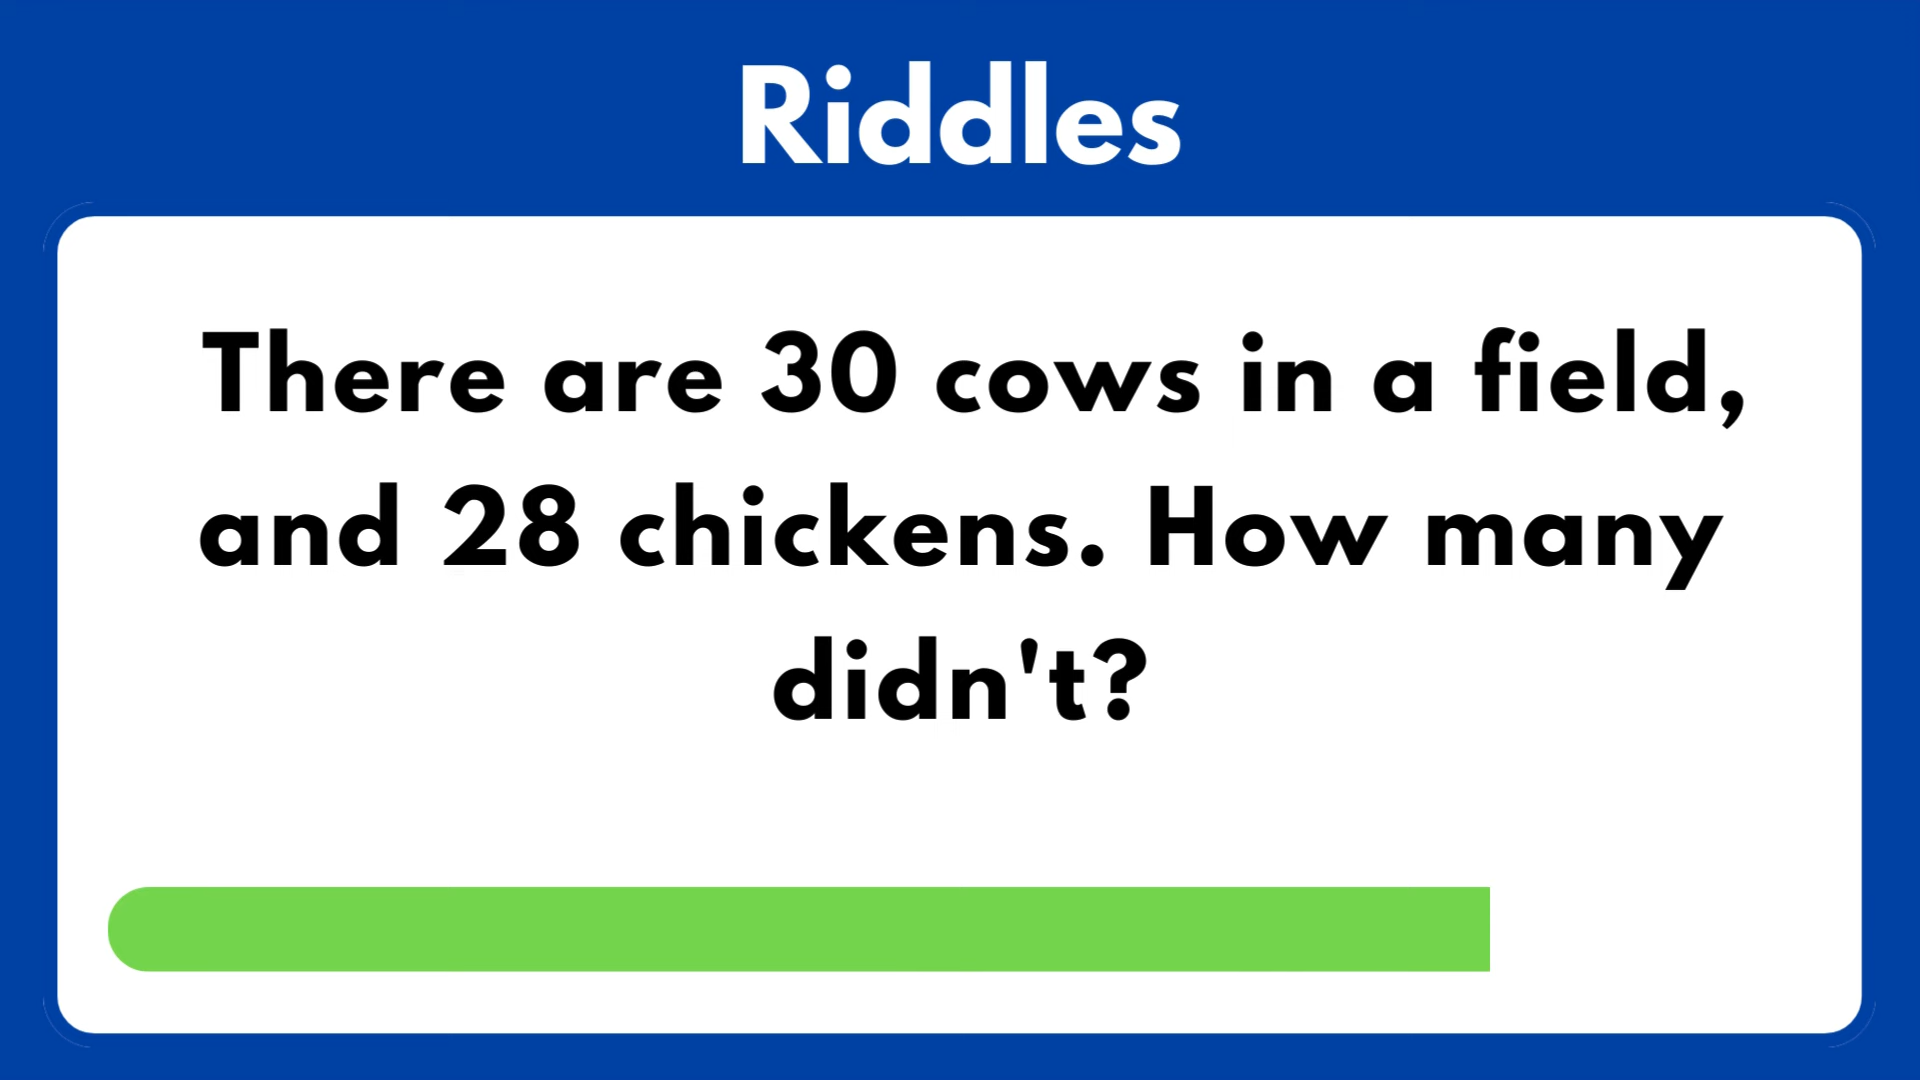 Riddles
There are 30 cows in a field,
and 28 chickens. How many
didn't?